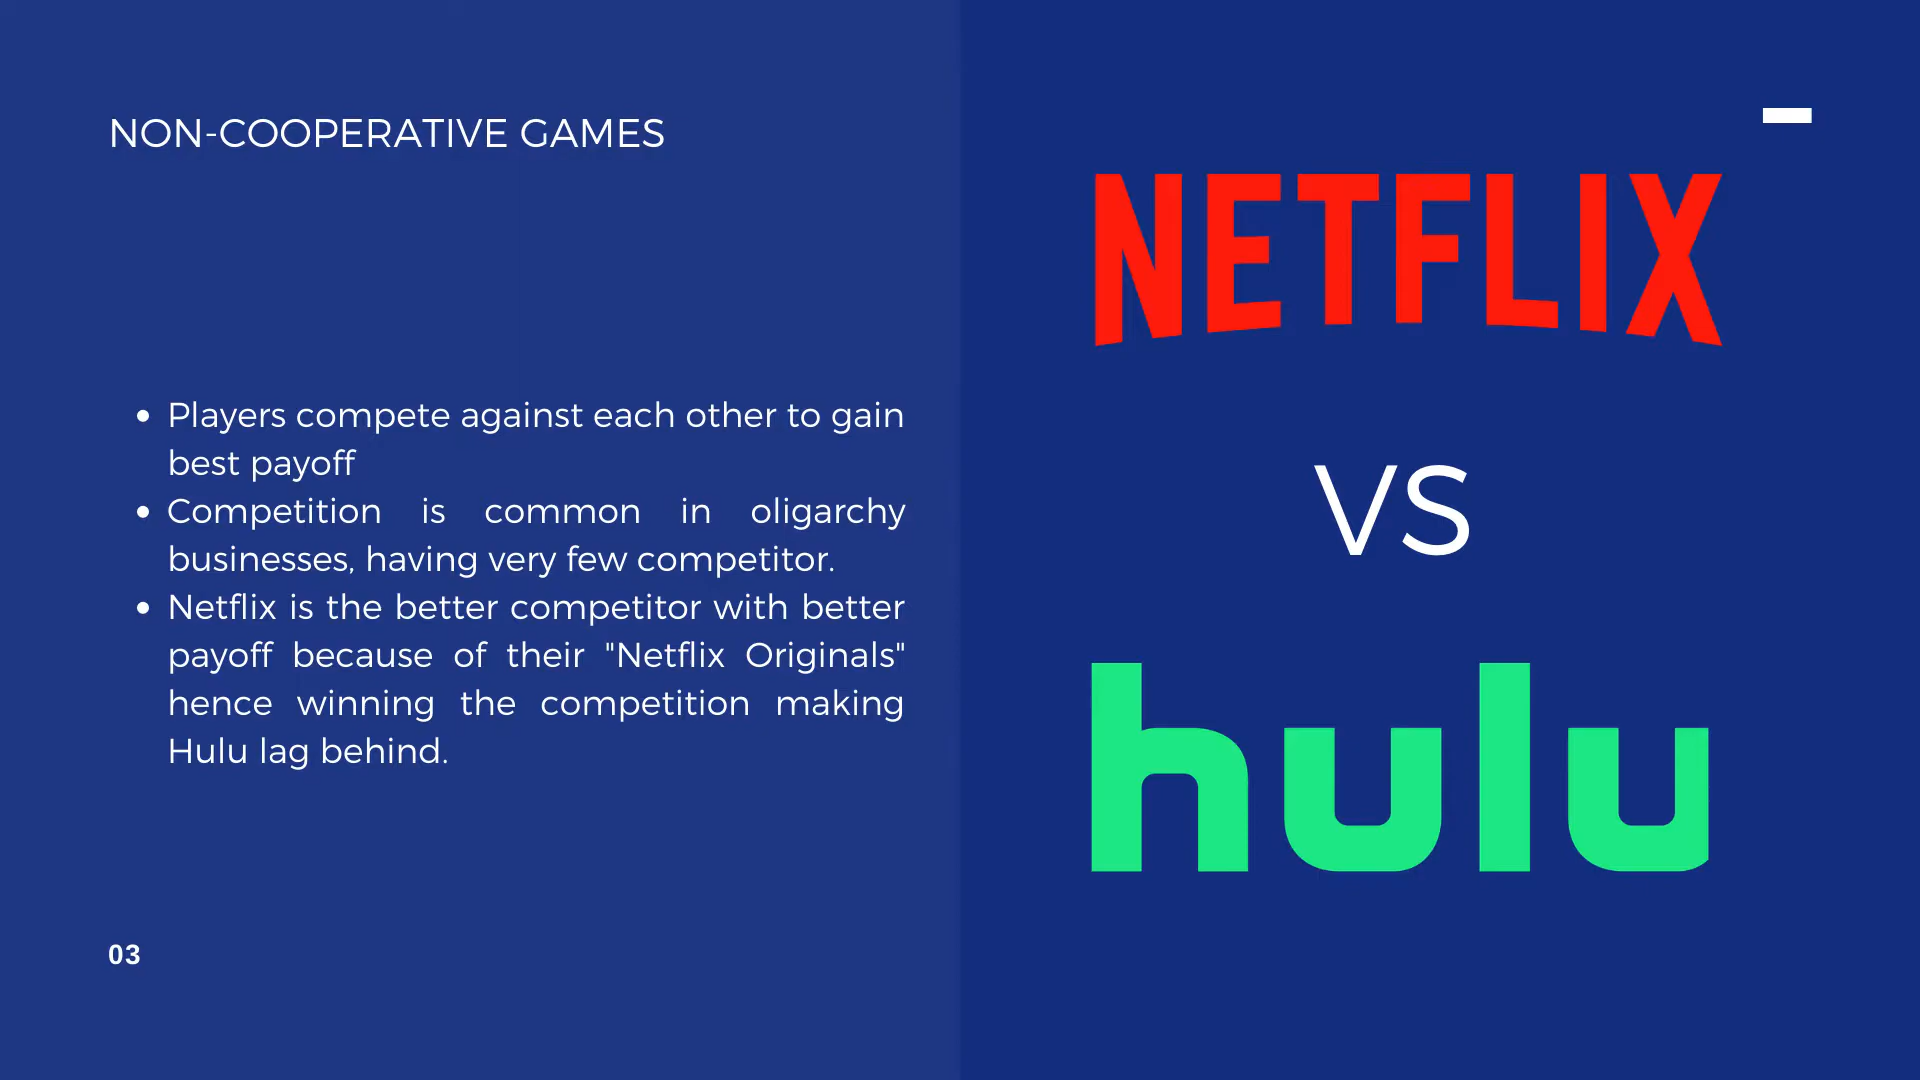 NON-COOPERATIVE GAMES
Players compete against each other to gain
best payoff
Competition is common in oligarchy
businesses, having very few competitor.
Netflix is the better competitor with better
payoff because of their "Netflix Originals"
hence winning the competition making
Hulu lag behind.
03
NETFLIX
VS
hulu